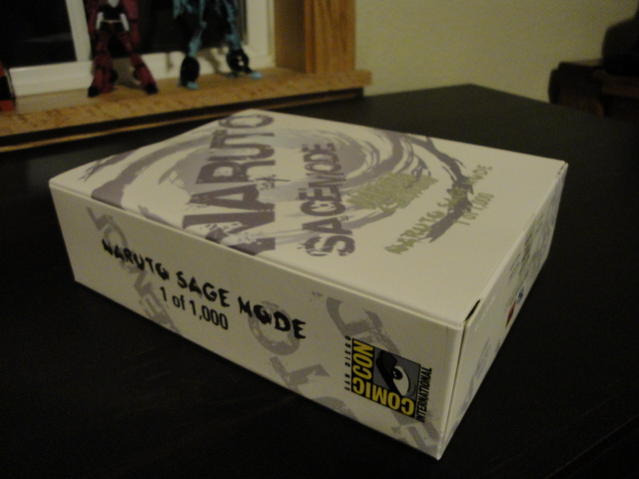 NARUTO
SAGE MODE
NARUTO SAGE MODE
1 of 1,000
NARUTO SAGE MODE
1 of 1,000
SAN DIEGO
COMIC CON
INTERNATIONAL